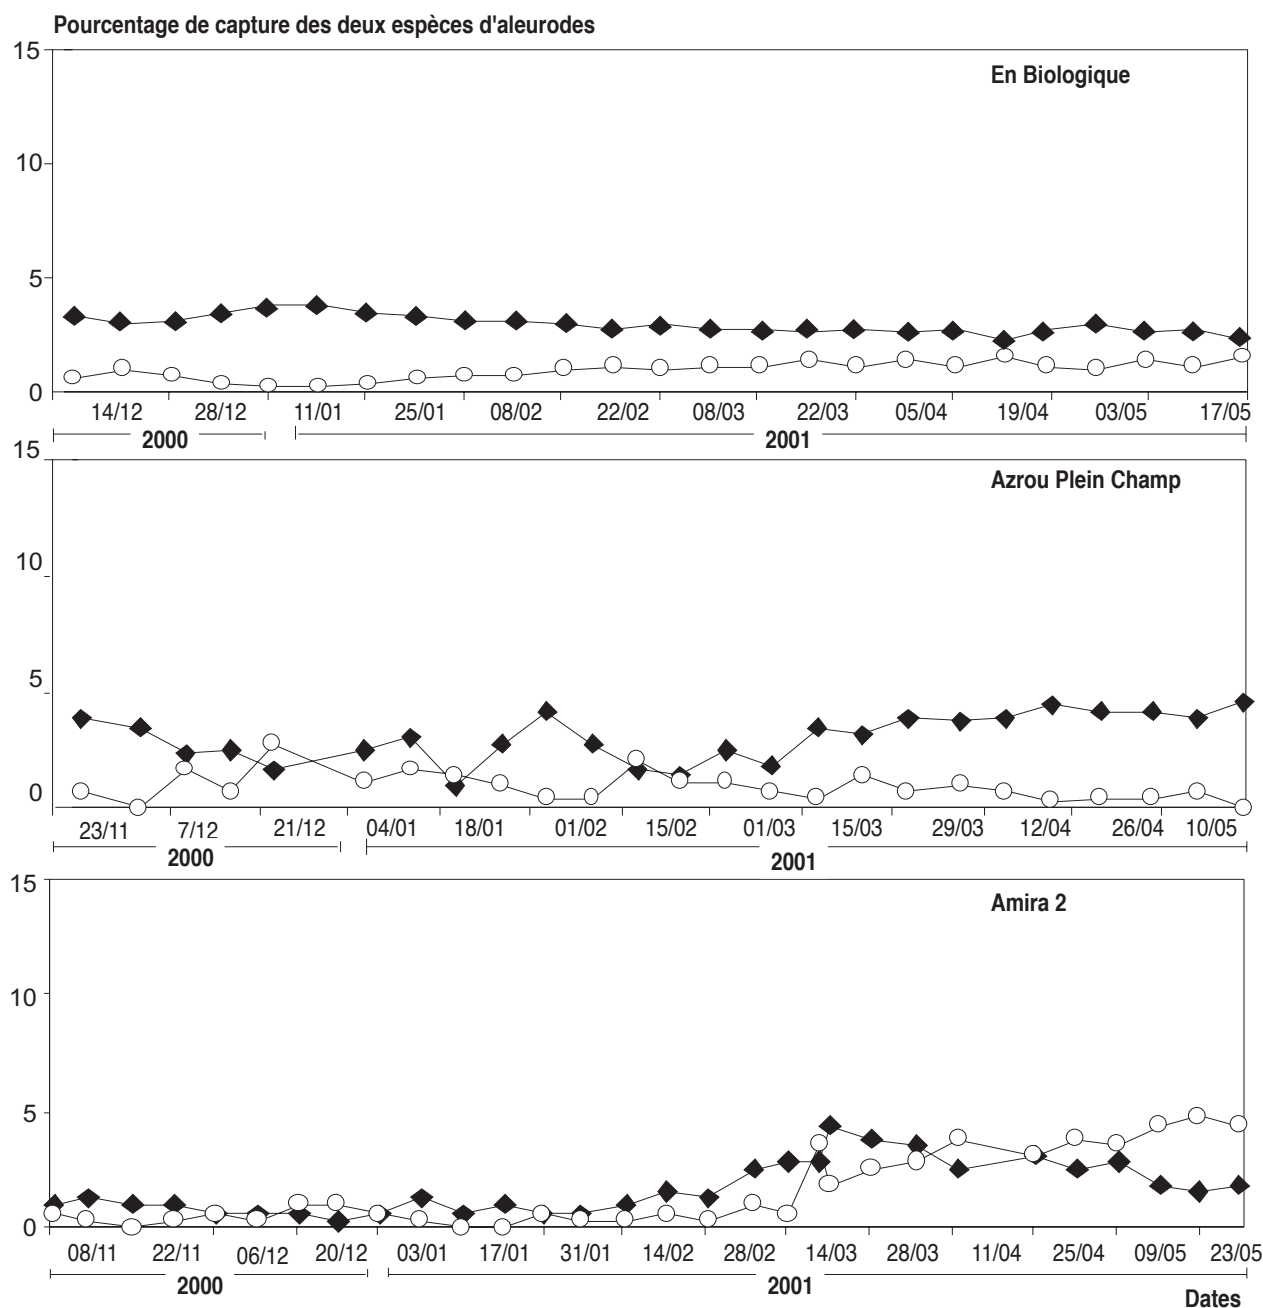 Pourcentage de capture des deux espèces d'aleurodes
15
En Biologique
10
5
0
14/12 28/12 11/01 25/01 08/02 22/02 08/03 22/03 05/04 19/04 03/05 17/05
2000 2001
15
Azrou Plein Champ
10
5
0
23/11 7/12 21/12 04/01 18/01 01/02 15/02 01/03 15/03 29/03 12/04 26/04 10/05
2000 2001
15
Amira 2
10
5
0
08/11 22/11 06/12 20/12 03/01 17/01 31/01 14/02 28/02 14/03 28/03 11/04 25/04 09/05 23/05
2000 2001
Dates